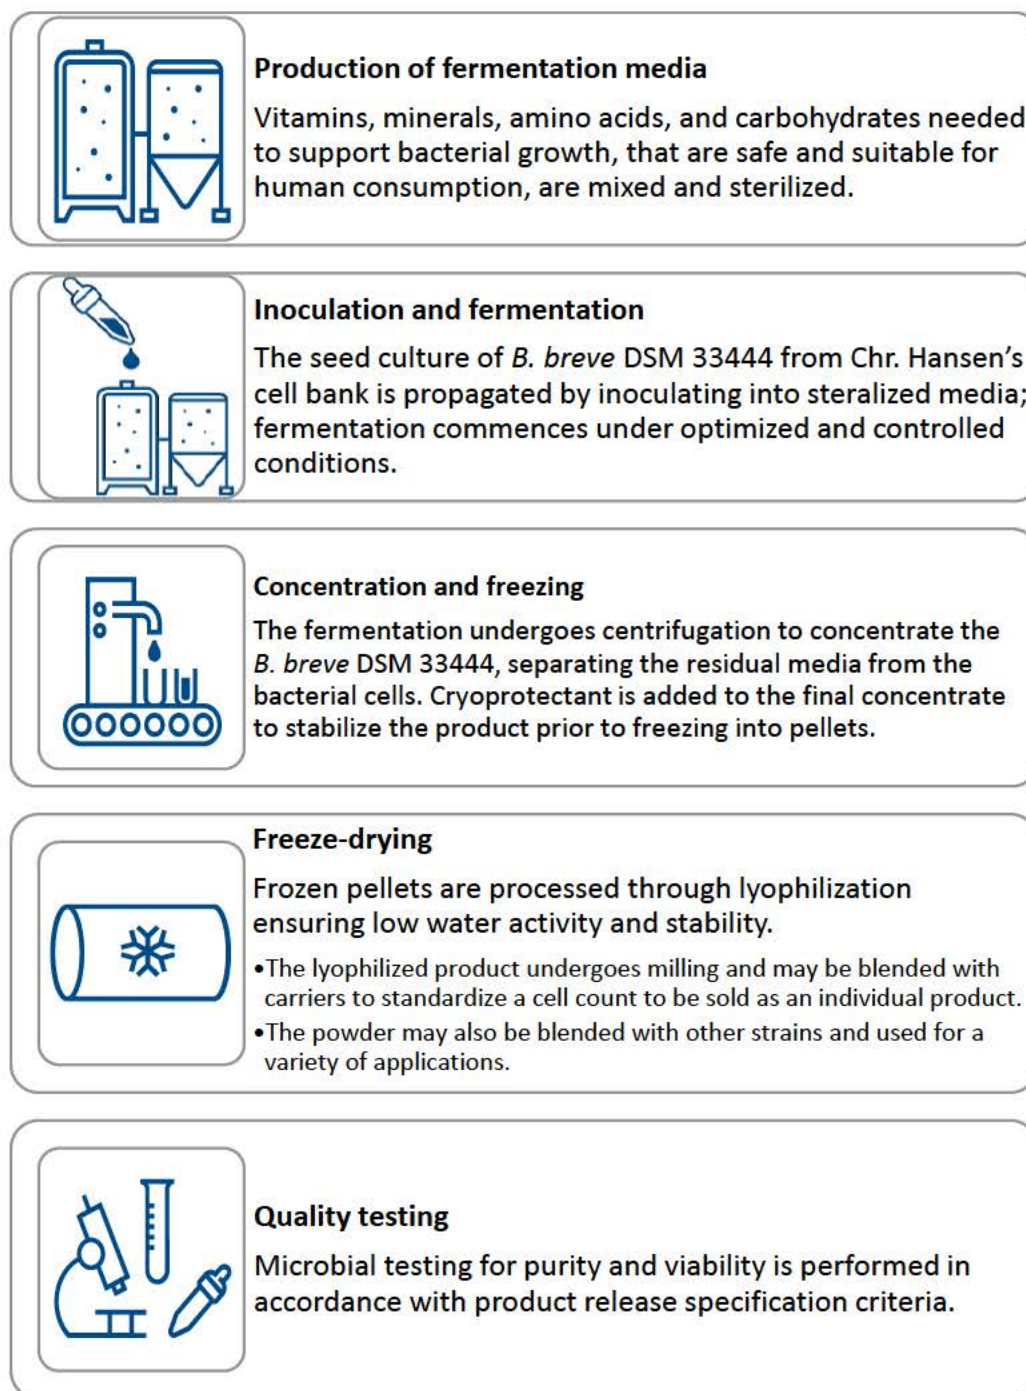 Production of fermentation media
Vitamins, minerals, amino acids, and carbohydrates needed
to support bacterial growth, that are safe and suitable for
human consumption, are mixed and sterilized.
Inoculation and fermentation
The seed culture of B. breve DSM 33444 from Chr. Hansen's
cell bank is propagated by inoculating into steralized media;
fermentation commences under optimized and controlled
conditions.
Concentration and freezing
The fermentation undergoes centrifugation to concentrate the
B. breve DSM 33444, separating the residual media from the
bacterial cells. Cryoprotectant is added to the final concentrate
to stabilize the product prior to freezing into pellets.
Freeze-drying
Frozen pellets are processed through lyophilization
ensuring low water activity and stability.
•The lyophilized product undergoes milling and may be blended with
carriers to standardize a cell count to be sold as an individual product.
•The powder may also be blended with other strains and used for a
variety of applications.
Quality testing
Microbial testing for purity and viability is performed in
accordance with product release specification criteria.